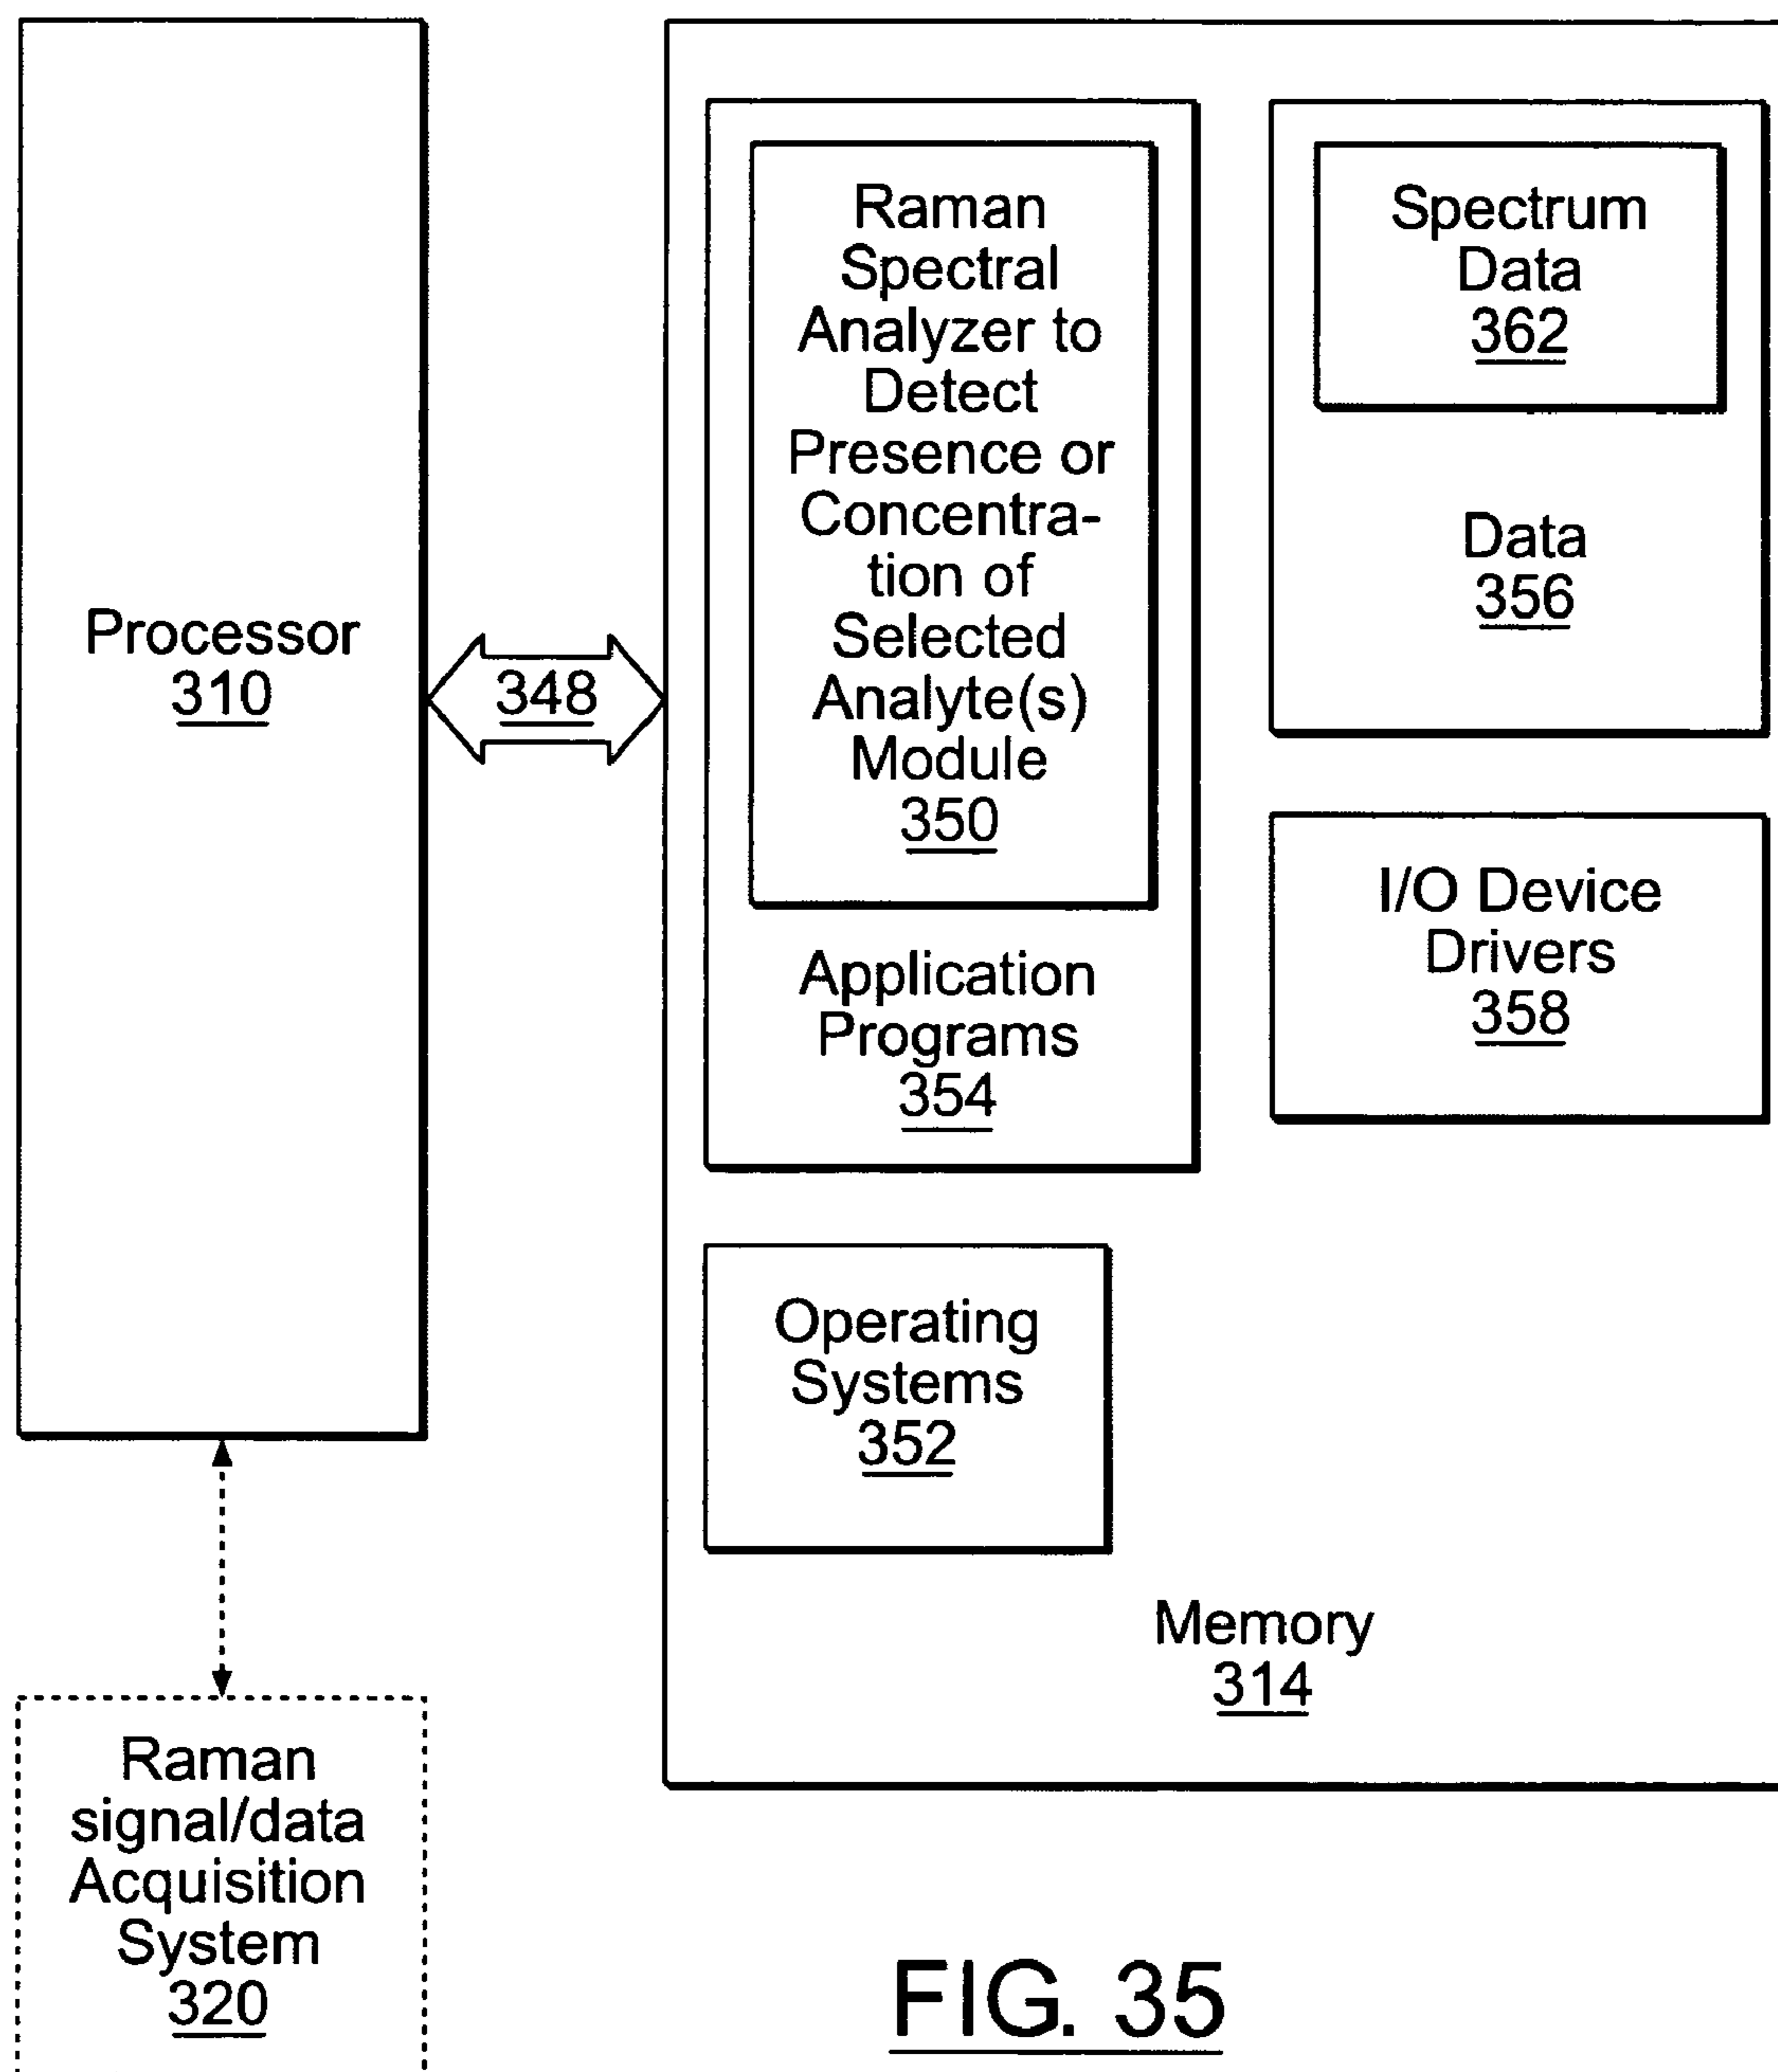 Processor
310
348
Raman
Spectral
Analyzer to
Detect
Presence or
Concentra-
tion of
Selected
Analyte(s)
Module
350
Application
Programs
354
Spectrum
Data
362
Data
356
I/O Device
Drivers
358
Operating
Systems
352
Memory
314
Raman
signal/data
Acquisition
System
320
FIG. 35